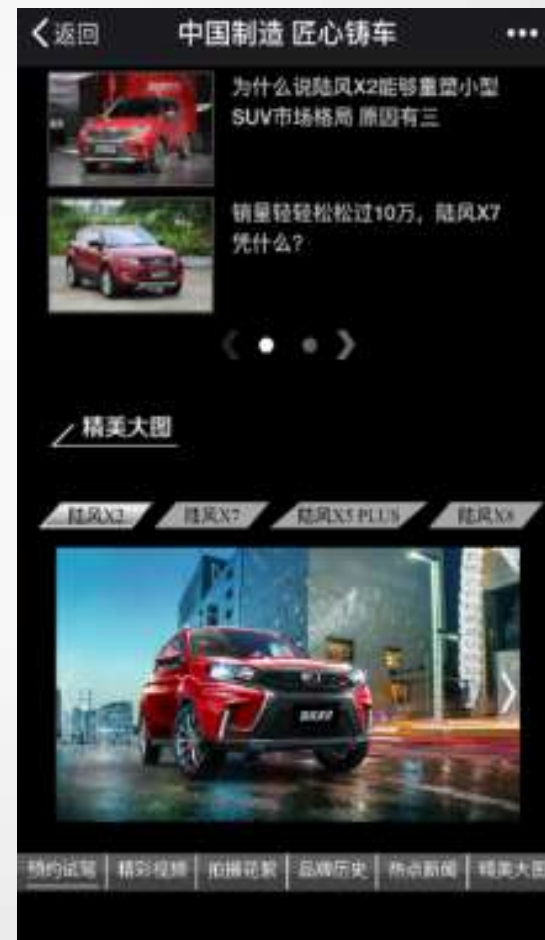 返回
中国制造 匠心铸车
为什么说陆风X2能够重塑小型
SUV市场格局 原因有三
销量轻轻松松过10万，陆风X7
凭什么？
精美大图
陆风X2
陆风X7
陆风X5 PLUS
陆风X8
预约试驾
精彩视频
拍摄花絮
品牌历史
热点新闻
精美大图